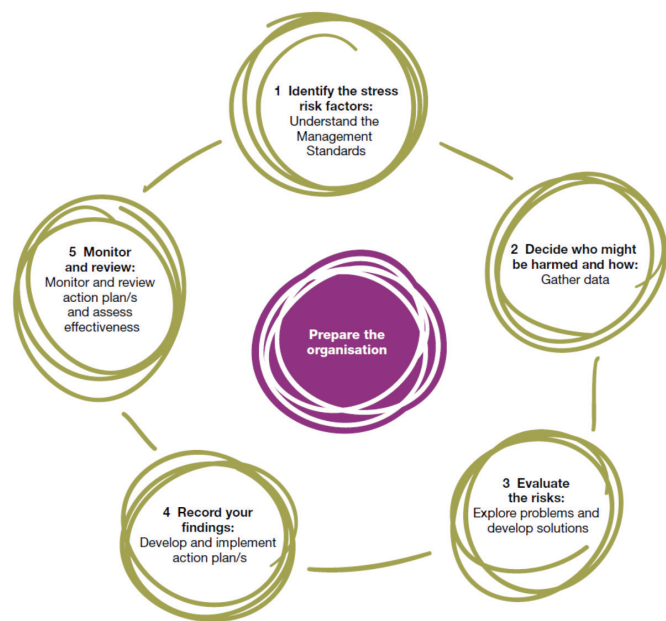 1 Identify the stress
risk factors:
Understand the
Management
Standards
2 Decide who might
be harmed and how:
Gather data
3 Evaluate
the risks:
Explore problems and
develop solutions
4 Record your
findings:
Develop and implement
action plan/s
5 Monitor
and review:
Monitor and review
action plan/s
and assess
effectiveness
Prepare the
organisation